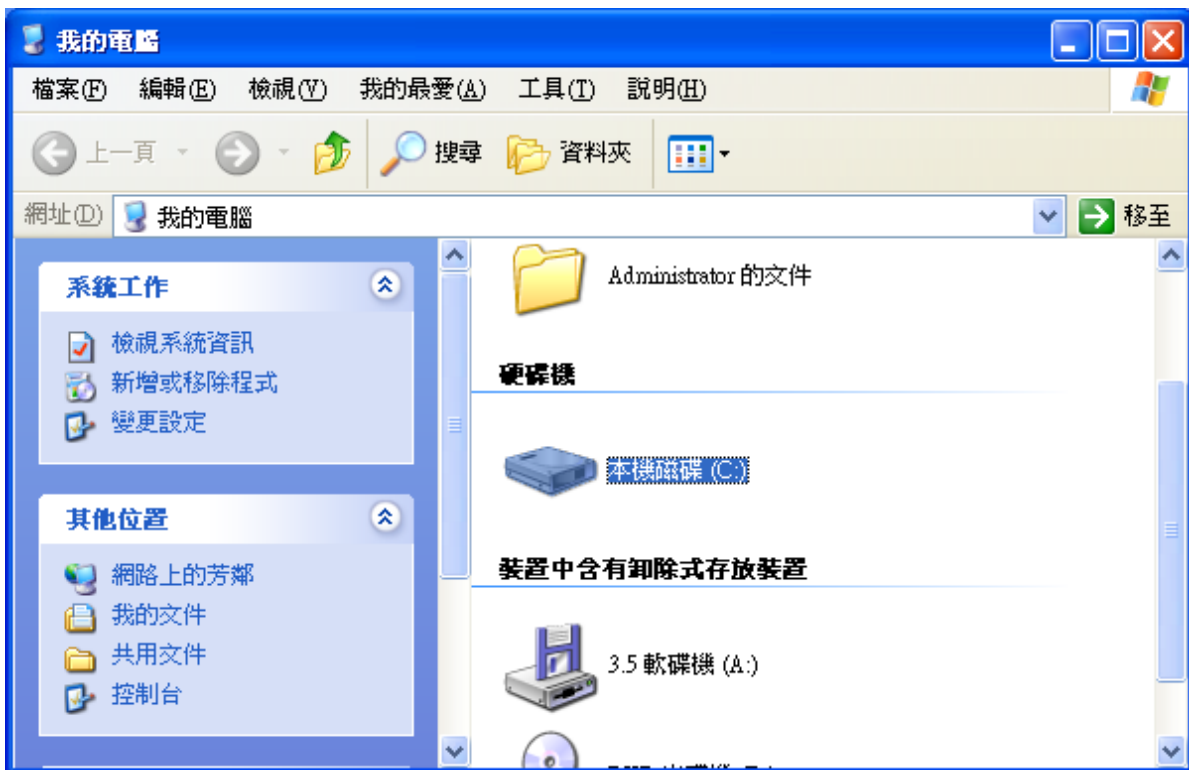 我的電腦
檔案(F) 編輯(E) 檢視(V) 我的最愛(A) 工具(T) 說明(H)
上一頁 搜尋 資料夾
網址(D) 我的電腦 移至
系統工作
檢視系統資訊
新增或移除程式
變更設定
其他位置
網路上的芳鄰
我的文件
共用文件
控制台
Administrator 的文件
硬碟機
本機磁碟 (C:)
裝置中含有卸除式存放裝置
3.5 軟碟機 (A:)